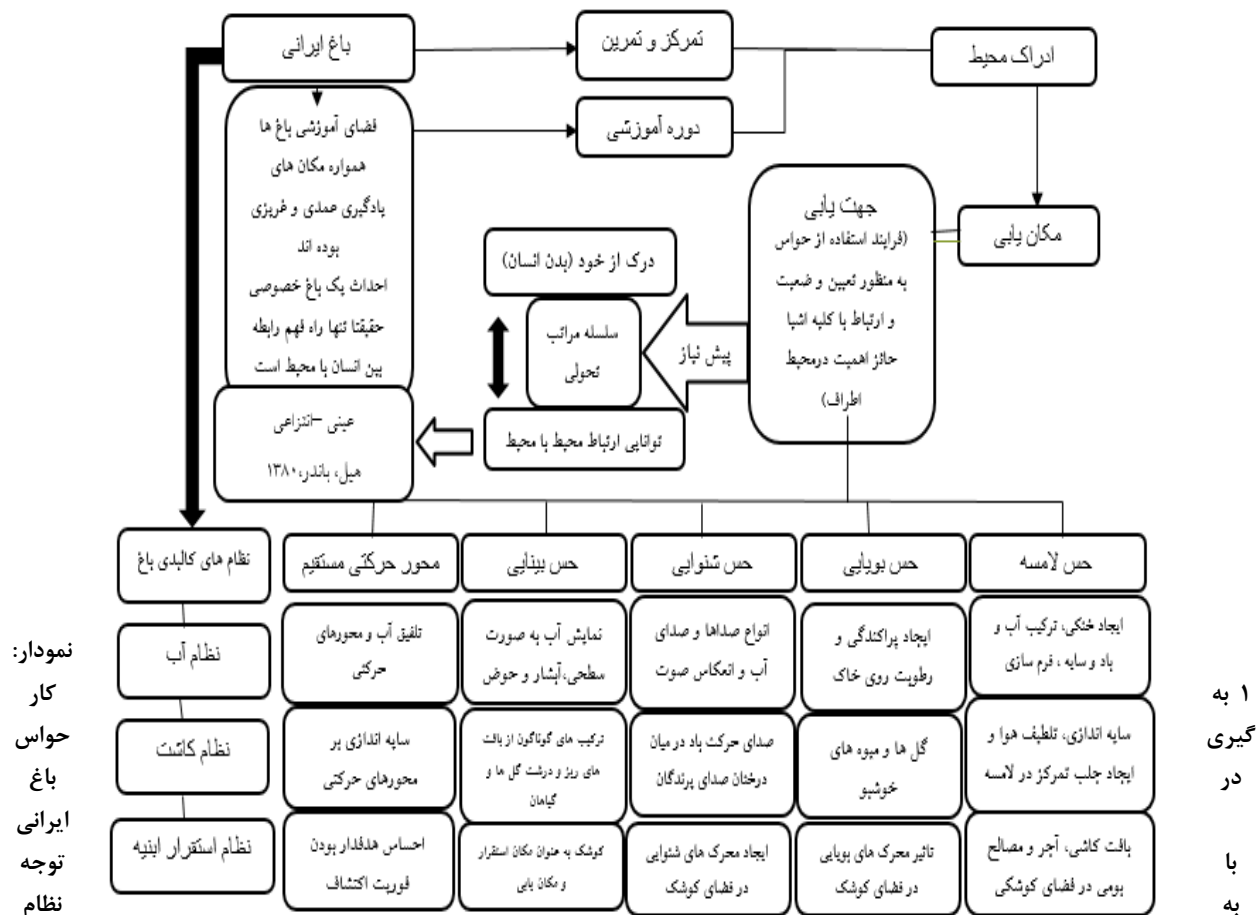 باغ ایرانی
تمرکز و تمرین
ادراک محیط
فضای آموزشی باغ ها
همواره مکان های
یادگیری عمدی و غریزی
بوده اند
احداث یک باغ خصوصی
حقیقتا تنها راه فهم رابطه
بین انسان با محیط است
دوره آموزشی
جهت یابی
(فرایند استفاده از حواس
به منظور تعیین و ضعیت
و ارتباط با کلیه اشیا
حائز اهمیت درمحیط
اطراف)
مکان یابی
درک از خود (بدن انسان)
سلسله مراتب
تحولی
پیش نیاز
توانایی ارتباط محیط با محیط
عینی –انتزاعی
هیل، باندر،۱۳۸۰
حس لامسه
حس بویایی
حس شنوایی
حس بینایی
محور حرکتی مستقیم
نظام های کالبدی باغ
ایجاد خنکی، ترکیب آب و
باد و سایه ، فرم سازی
ایجاد پراکندگی و
رطوبت روی خاک
انواع صداها و صدای
آب و انعکاس صوت
نمایش آب به صورت
سطحی،آبشار و حوض
تلفیق آب و محورهای
حرکتی
نظام آب
سایه اندازی، تلطیف هوا و
ایجاد جلب تمرکز در لامسه
گل ها و میوه های
خوشبو
صدای حرکت باد در میان
درختان صدای پرندگان
ترکیب های گوناگون از بافت
های ریز و درشت گل ها و
گیاهان
سایه اندازی بر
محورهای حرکتی
نظام کاشت
بافت کاشی، آجر و مصالح
بومی در فضای کوشکی
تاثیر محرک های بویایی
در فضای کوشک
ایجاد محرک های شنوایی
در فضای کوشک
کوشک به عنوان مکان استقرار
و مکان یابی
احساس هدفدار بودن
فوریت اکتشاف
نظام استقرار ابنیه
نمودار:
۱ به کار
گیری حواس
در باغ
ایرانی
با توجه
به نظام